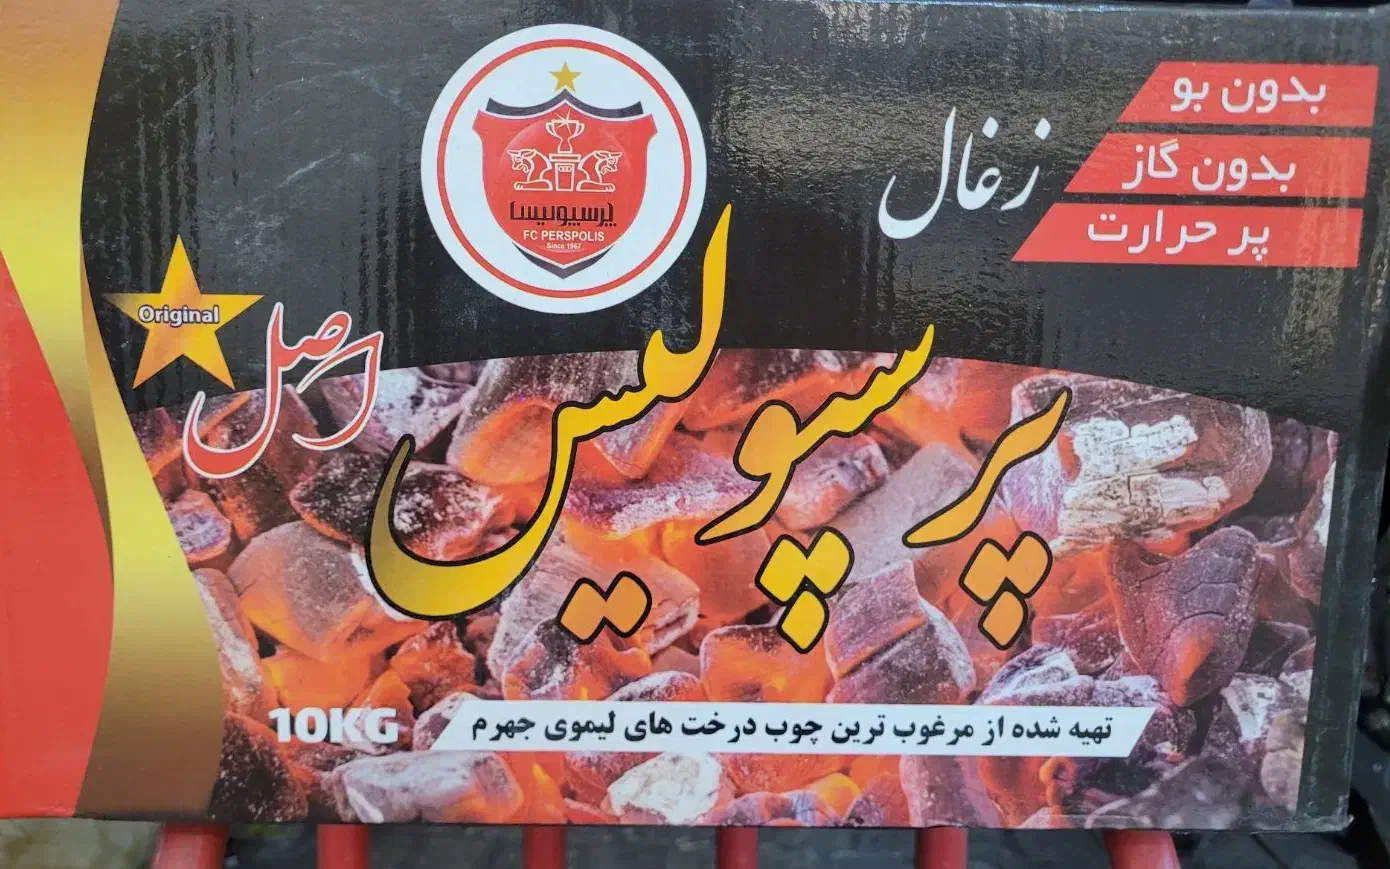 بدون بو
بدون گاز
پر حرارت
زغال
پرسپولیس
FC PERSPOLIS
Since 1967
پرسپولیس
Original
اصل
تهیه شده از مرغوب ترین چوب درخت های لیموی جهرم
10KG